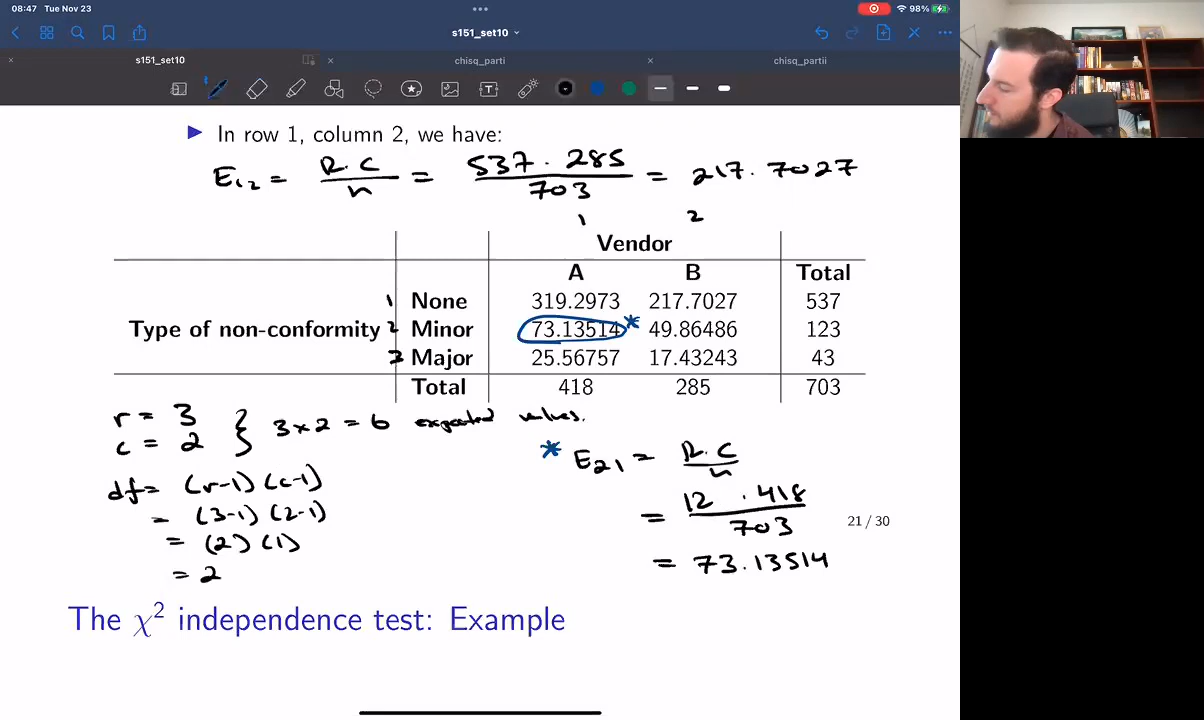 08:47 Tue Nov 23
98%
s151_set10
s151_set10
chisq_parti
chisq_partii
In row 1, column 2, we have:
E12 = R.C / n = 537 . 285 / 703 = 217.7027
1 2
Vendor
A B Total
1 None 319.2973 217.7027 537
Type of non-conformity 2 Minor 73.13514 * 49.86486 123
3 Major 25.56757 17.43243 43
Total 418 285 703
r = 3
c = 2 } 3 x 2 = 6 expected values.
* E21 = R.C / n
df = (r-1) (c-1)
= (3-1) (2-1)
= (2) (1)
= 2
= 12 . 418 / 703
= 73.13514
21 / 30
The χ² independence test: Example